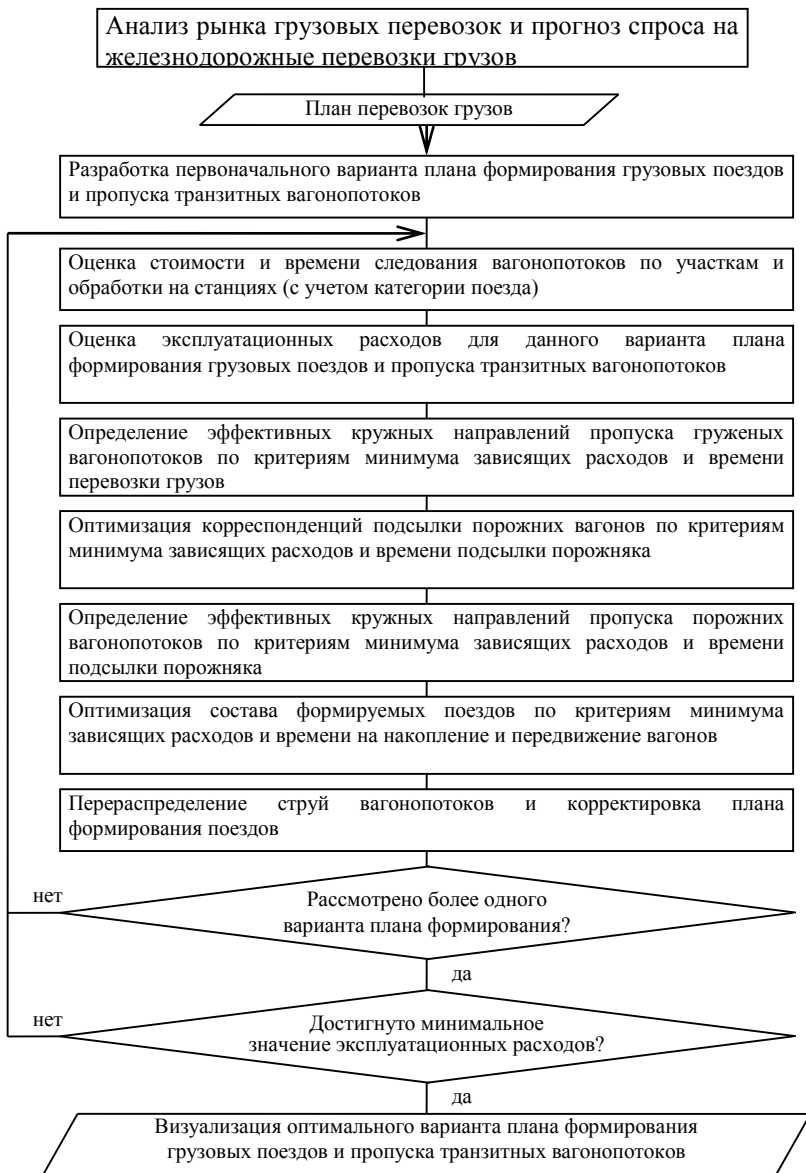 Анализ рынка грузовых перевозок и прогноз спроса на
железнодорожные перевозки грузов
План перевозок грузов
Разработка первоначального варианта плана формирования грузовых поездов
и пропуска транзитных вагонопотоков
Оценка стоимости и времени следования вагонопотоков по участкам и
обработки на станциях (с учетом категории поезда)
Оценка эксплуатационных расходов для данного варианта плана
формирования грузовых поездов и пропуска транзитных вагонопотоков
Определение эффективных кружных направлений пропуска груженых
вагонопотоков по критериям минимума зависящих расходов и времени
перевозки грузов
Оптимизация корреспонденций подсылки порожних вагонов по критериям
минимума зависящих расходов и времени подсылки порожняка
Определение эффективных кружных направлений пропуска порожних
вагонопотоков по критериям минимума зависящих расходов и времени
подсылки порожняка
Оптимизация состава формируемых поездов по критериям минимума
зависящих расходов и времени на накопление и передвижение вагонов
Перераспределение струй вагонопотоков и корректировка плана
формирования поездов
нет
Рассмотрено более одного
варианта плана формирования?
да
нет
Достигнуто минимальное
значение эксплуатационных расходов?
да
Визуализация оптимального варианта плана формирования
грузовых поездов и пропуска транзитных вагонопотоков